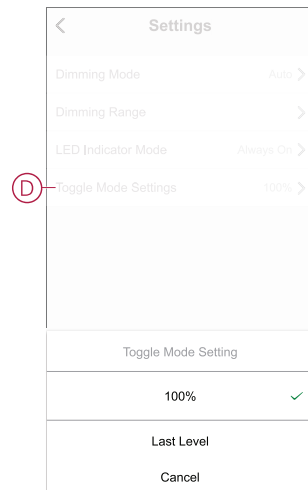 Settings
Dimming Mode Auto
Dimming Range
LED Indicator Mode Always On
D Toggle Mode Settings 100%
Toggle Mode Setting
100%
Last Level
Cancel